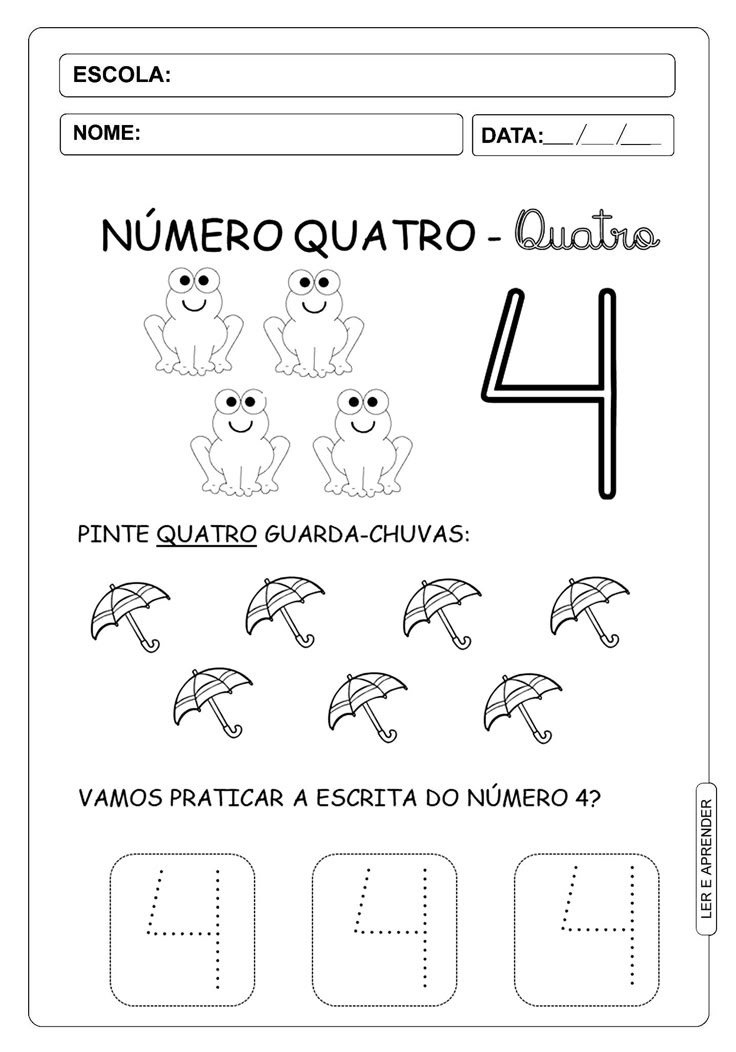 ESCOLA:
NOME:
DATA:___/___/___
NÚMERO QUATRO - Quatro
4
PINTE QUATRO GUARDA-CHUVAS:
VAMOS PRATICAR A ESCRITA DO NÚMERO 4?
4 4 4
LER E APRENDER